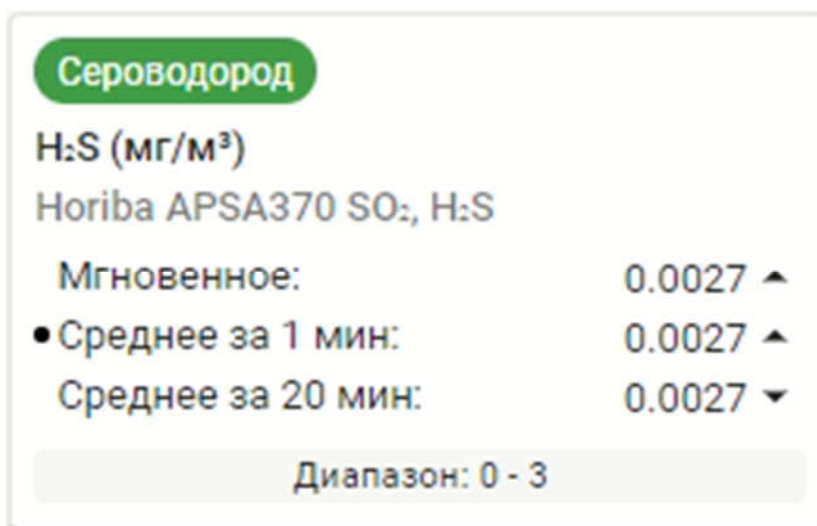 Сероводород
H₂S (мг/м³)
Horiba APSA370 SO₂, H₂S
Мгновенное: 0.0027
Среднее за 1 мин: 0.0027
Среднее за 20 мин: 0.0027
Диапазон: 0 - 3